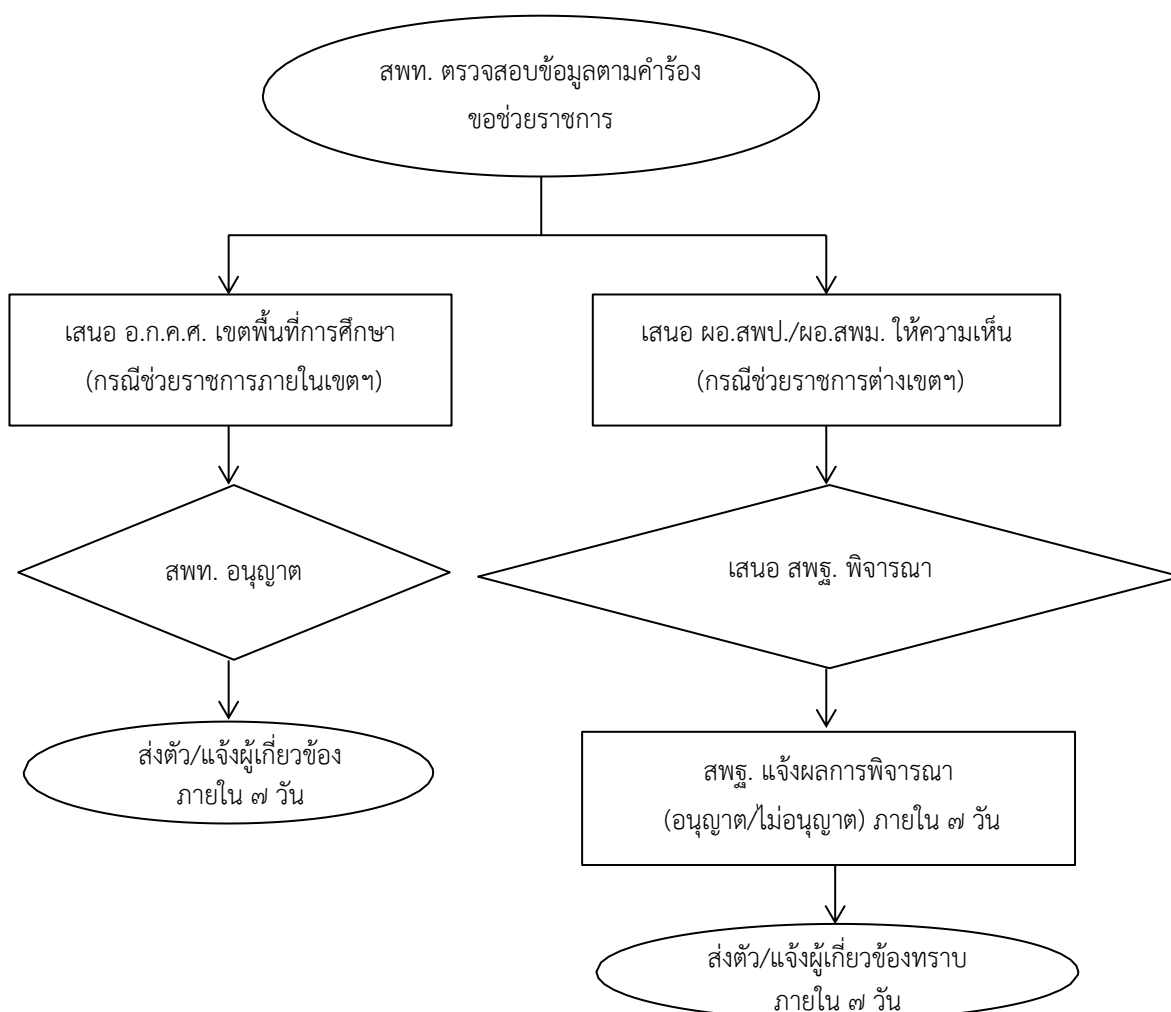 สพท. ตรวจสอบข้อมูลตามคำร้อง
ขอช่วยราชการ
เสนอ อ.ก.ค.ศ. เขตพื้นที่การศึกษา
(กรณีช่วยราชการภายในเขตฯ)
เสนอ ผอ.สพป./ผอ.สพม. ให้ความเห็น
(กรณีช่วยราชการต่างเขตฯ)
สพท. อนุญาต
เสนอ สพฐ. พิจารณา
ส่งตัว/แจ้งผู้เกี่ยวข้อง
ภายใน ๗ วัน
สพฐ. แจ้งผลการพิจารณา
(อนุญาต/ไม่อนุญาต) ภายใน ๗ วัน
ส่งตัว/แจ้งผู้เกี่ยวข้องทราบ
ภายใน ๗ วัน